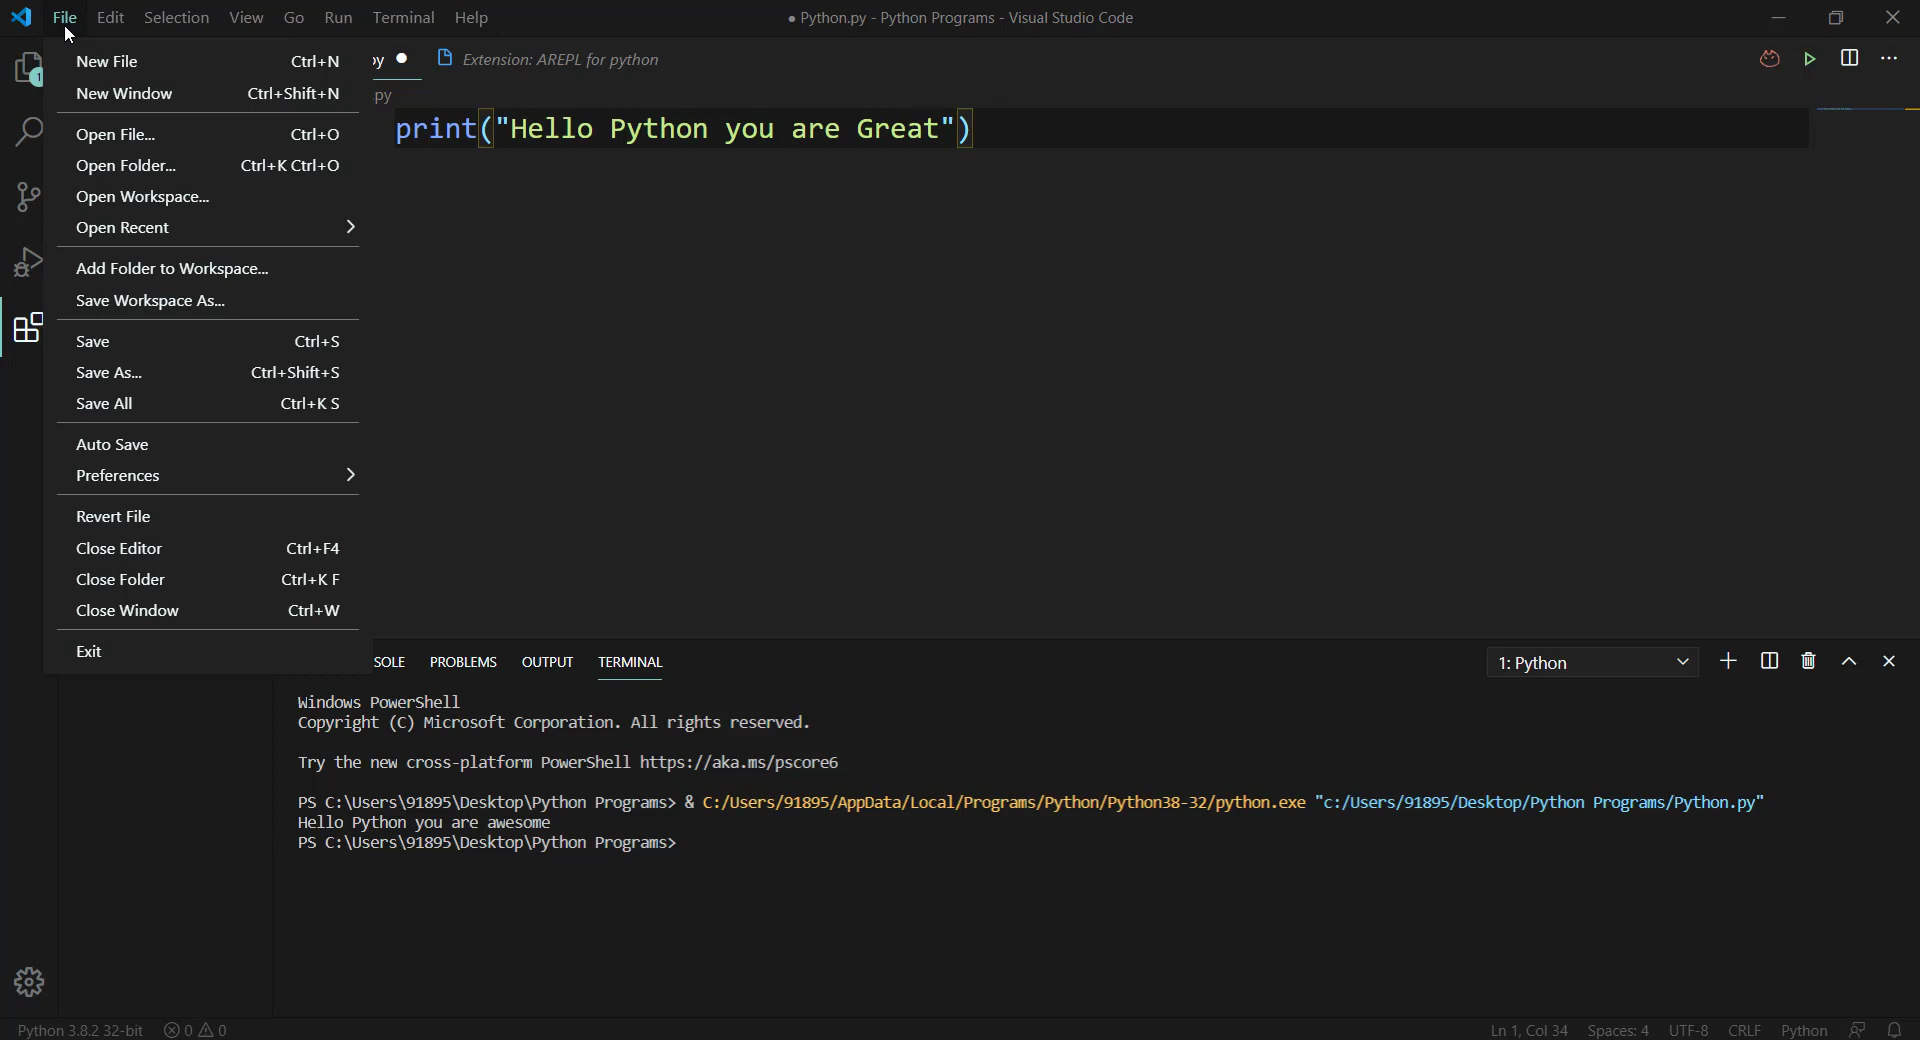 File Edit Selection View Go Run Terminal Help
● Python.py - Python Programs - Visual Studio Code
New File Ctrl+N
New Window Ctrl+Shift+N
Open File... Ctrl+O
Open Folder... Ctrl+K Ctrl+O
Open Workspace...
Open Recent
Add Folder to Workspace...
Save Workspace As...
Save Ctrl+S
Save As... Ctrl+Shift+S
Save All Ctrl+K S
Auto Save
Preferences
Revert File
Close Editor Ctrl+F4
Close Folder Ctrl+K F
Close Window Ctrl+W
Exit
1
py ● Extension: AREPL for python
py
print("Hello Python you are Great")
SOLE PROBLEMS OUTPUT TERMINAL
1: Python
Windows PowerShell
Copyright (C) Microsoft Corporation. All rights reserved.
Try the new cross-platform PowerShell https://aka.ms/pscore6
PS C:\Users\91895\Desktop\Python Programs> & C:/Users/91895/AppData/Local/Programs/Python/Python38-32/python.exe "c:/Users/91895/Desktop/Python Programs/Python.py"
Hello Python you are awesome
PS C:\Users\91895\Desktop\Python Programs>
Python 3.8.2 32-bit 0 0
Ln 1, Col 34 Spaces: 4 UTF-8 CRLF Python